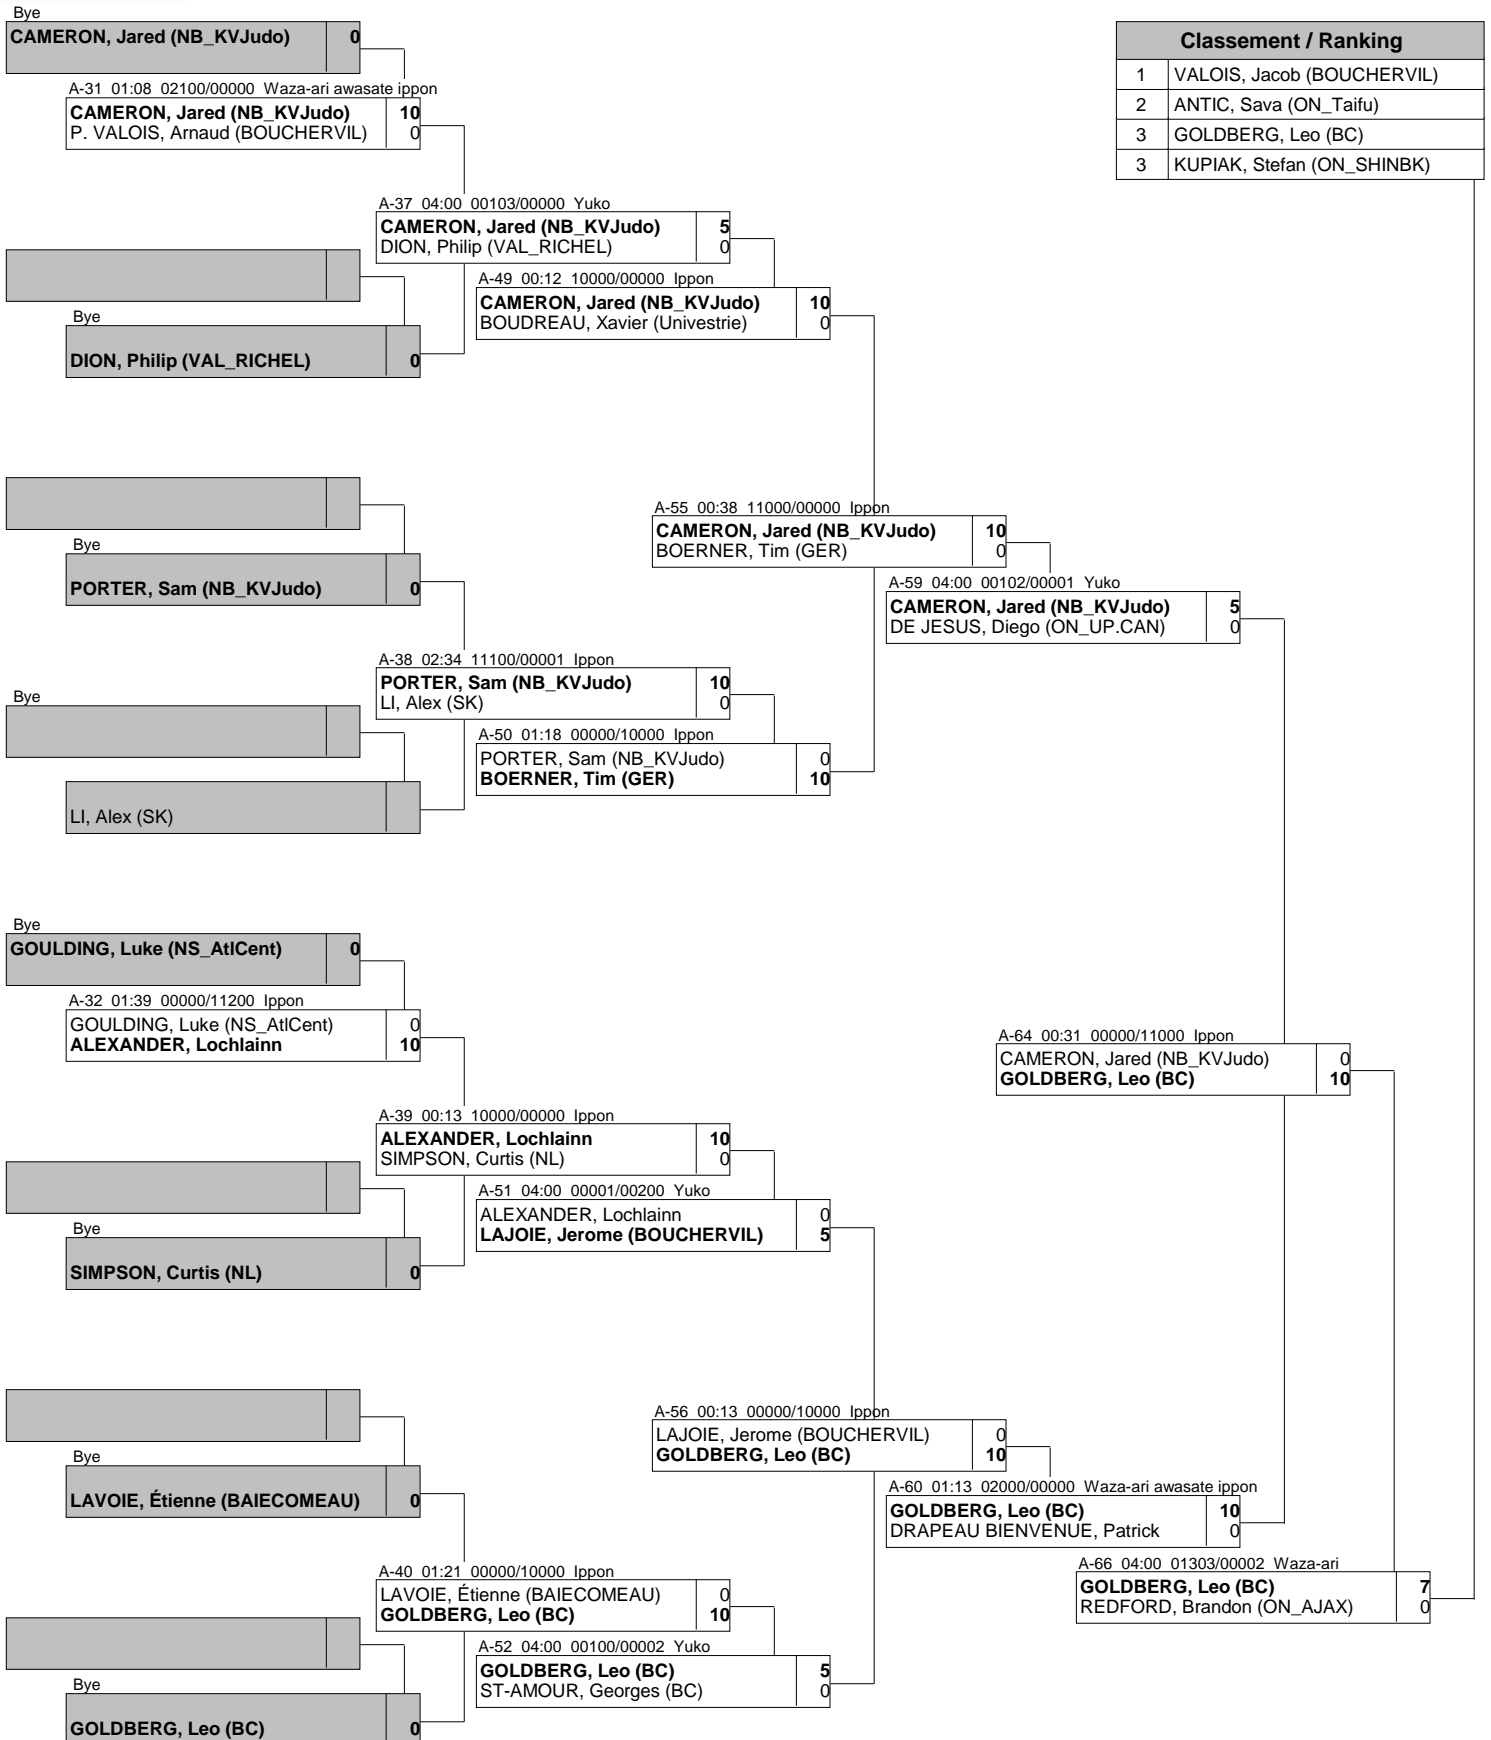 Bye
CAMERON, Jared (NB_KVJudo) 0
A-31 01:08 02100/00000 Waza-ari awasate ippon
CAMERON, Jared (NB_KVJudo) 10
P. VALOIS, Arnaud (BOUCHERVIL) 0
Classement / Ranking
1 VALOIS, Jacob (BOUCHERVIL)
2 ANTIC, Sava (ON_Taifu)
3 GOLDBERG, Leo (BC)
3 KUPIAK, Stefan (ON_SHINBK)
A-37 04:00 00103/00000 Yuko
CAMERON, Jared (NB_KVJudo) 5
DION, Philip (VAL_RICHEL) 0
A-49 00:12 10000/00000 Ippon
CAMERON, Jared (NB_KVJudo) 10
BOUDREAU, Xavier (Univestrie) 0
Bye
DION, Philip (VAL_RICHEL) 0
A-55 00:38 11000/00000 Ippon
CAMERON, Jared (NB_KVJudo) 10
BOERNER, Tim (GER) 0
Bye
PORTER, Sam (NB_KVJudo) 0
A-59 04:00 00102/00001 Yuko
CAMERON, Jared (NB_KVJudo) 5
DE JESUS, Diego (ON_UP.CAN) 0
A-38 02:34 11100/00001 Ippon
PORTER, Sam (NB_KVJudo) 10
LI, Alex (SK) 0
Bye
A-50 01:18 00000/10000 Ippon
PORTER, Sam (NB_KVJudo) 0
BOERNER, Tim (GER) 10
LI, Alex (SK)
Bye
GOULDING, Luke (NS_AtlCent) 0
A-32 01:39 00000/11200 Ippon
GOULDING, Luke (NS_AtlCent) 0
ALEXANDER, Lochlainn 10
A-64 00:31 00000/11000 Ippon
CAMERON, Jared (NB_KVJudo) 0
GOLDBERG, Leo (BC) 10
A-39 00:13 10000/00000 Ippon
ALEXANDER, Lochlainn 10
SIMPSON, Curtis (NL) 0
A-51 04:00 00001/00200 Yuko
ALEXANDER, Lochlainn 0
LAJOIE, Jerome (BOUCHERVIL) 5
Bye
SIMPSON, Curtis (NL) 0
A-56 00:13 00000/10000 Ippon
LAJOIE, Jerome (BOUCHERVIL) 0
GOLDBERG, Leo (BC) 10
Bye
LAVOIE, Étienne (BAIECOMEAU) 0
A-60 01:13 02000/00000 Waza-ari awasate ippon
GOLDBERG, Leo (BC) 10
DRAPEAU BIENVENUE, Patrick 0
A-66 04:00 01303/00002 Waza-ari
GOLDBERG, Leo (BC) 7
REDFORD, Brandon (ON_AJAX) 0
A-40 01:21 00000/10000 Ippon
LAVOIE, Étienne (BAIECOMEAU) 0
GOLDBERG, Leo (BC) 10
A-52 04:00 00100/00002 Yuko
GOLDBERG, Leo (BC) 5
ST-AMOUR, Georges (BC) 0
Bye
GOLDBERG, Leo (BC) 0